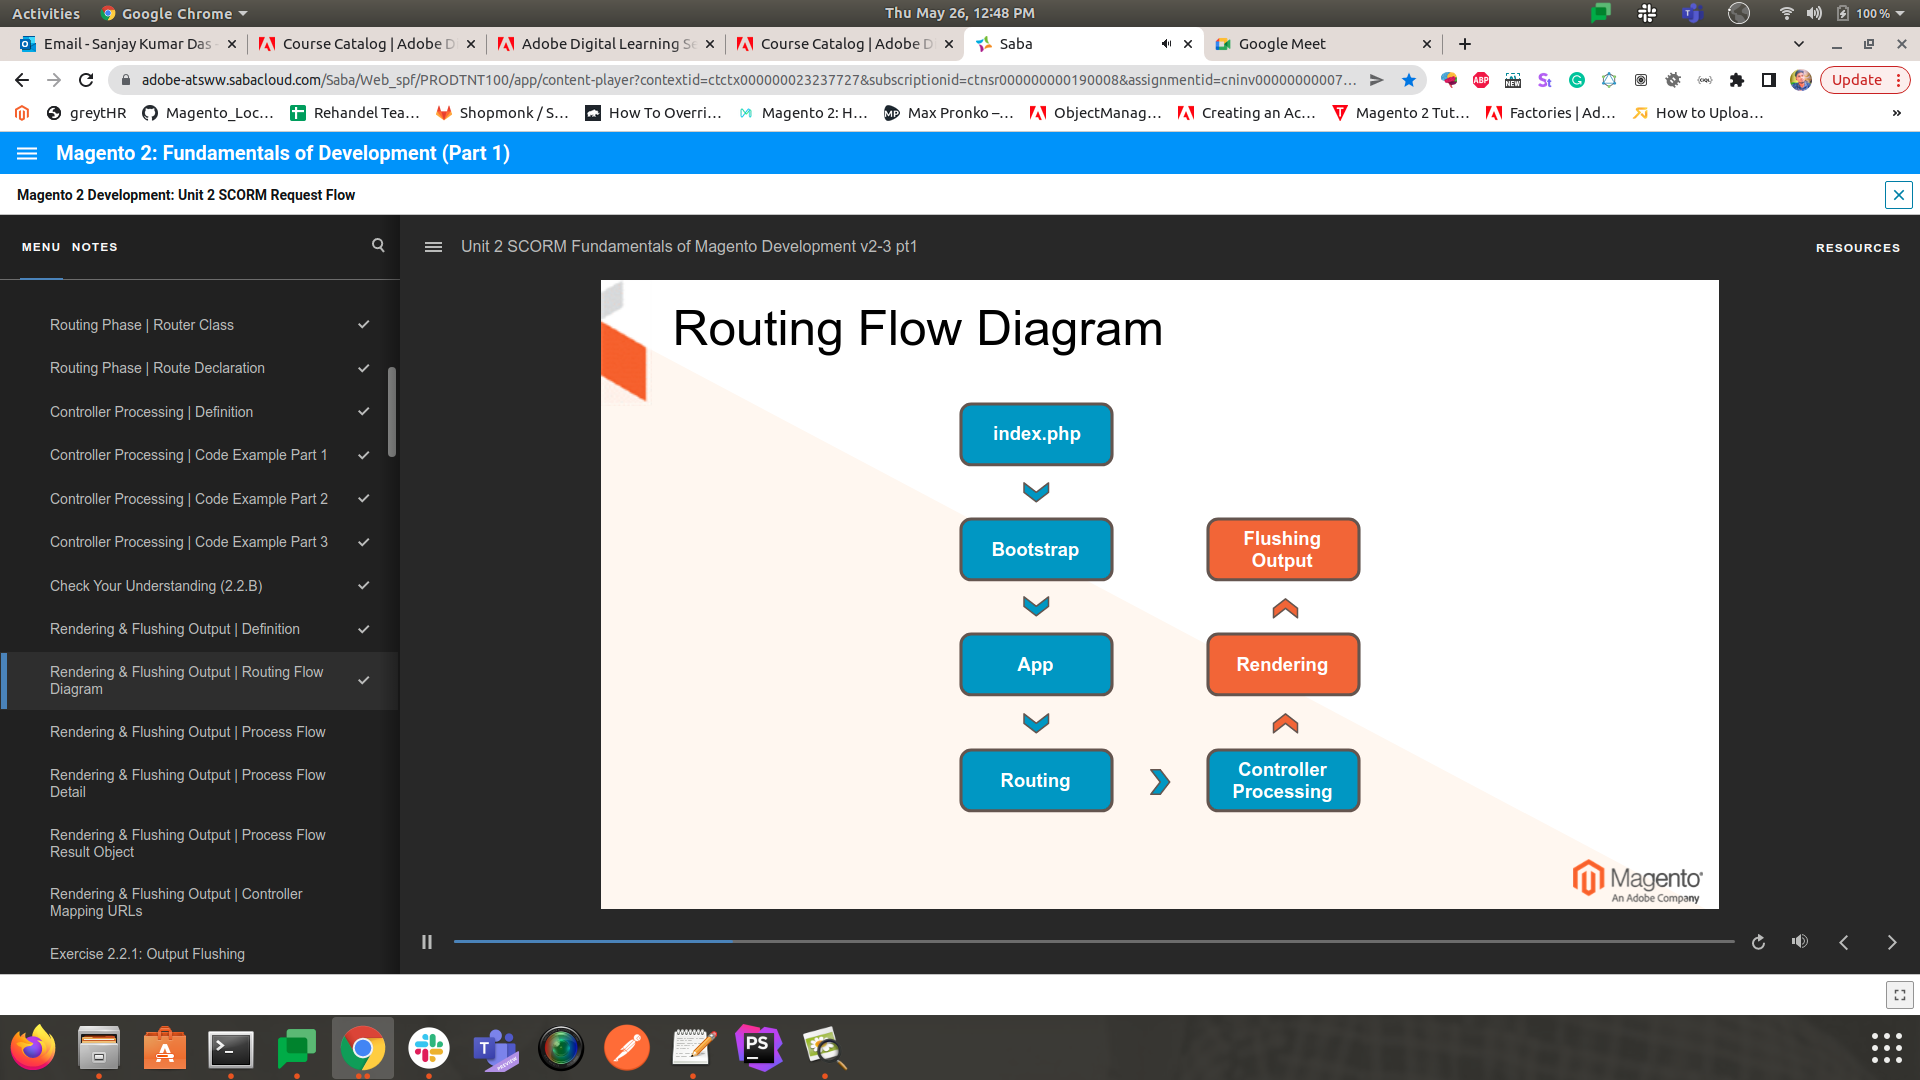 Activities
Google Chrome
Thu May 26, 12:48 PM
100 %
Email - Sanjay Kumar Das -
Course Catalog | Adobe D
Adobe Digital Learning Se
Course Catalog | Adobe D
Saba
Google Meet
adobe-atsww.sabacloud.com/Saba/Web_spf/PRODTNT100/app/content-player?contextid=ctctx000000023237727&subscriptionid=ctnsr000000000190008&assignmentid=cninv00000000007...
ABP
NEW
Update
greytHR
Magento_Loc...
Rehandel Tea...
Shopmonk / S...
How To Overri...
Magento 2: H...
Max Pronko –...
ObjectManag...
Creating an Ac...
Magento 2 Tut...
Factories | Ad...
How to Uploa...
»
Magento 2: Fundamentals of Development (Part 1)
Magento 2 Development: Unit 2 SCORM Request Flow
MENU
NOTES
Unit 2 SCORM Fundamentals of Magento Development v2-3 pt1
RESOURCES
Routing Phase | Router Class
Routing Phase | Route Declaration
Controller Processing | Definition
Controller Processing | Code Example Part 1
Controller Processing | Code Example Part 2
Controller Processing | Code Example Part 3
Check Your Understanding (2.2.B)
Rendering & Flushing Output | Definition
Rendering & Flushing Output | Routing Flow
Diagram
Rendering & Flushing Output | Process Flow
Rendering & Flushing Output | Process Flow
Detail
Rendering & Flushing Output | Process Flow
Result Object
Rendering & Flushing Output | Controller
Mapping URLs
Exercise 2.2.1: Output Flushing
Routing Flow Diagram
index.php
Bootstrap
App
Routing
Controller
Processing
Rendering
Flushing
Output
Magento
An Adobe Company
PS